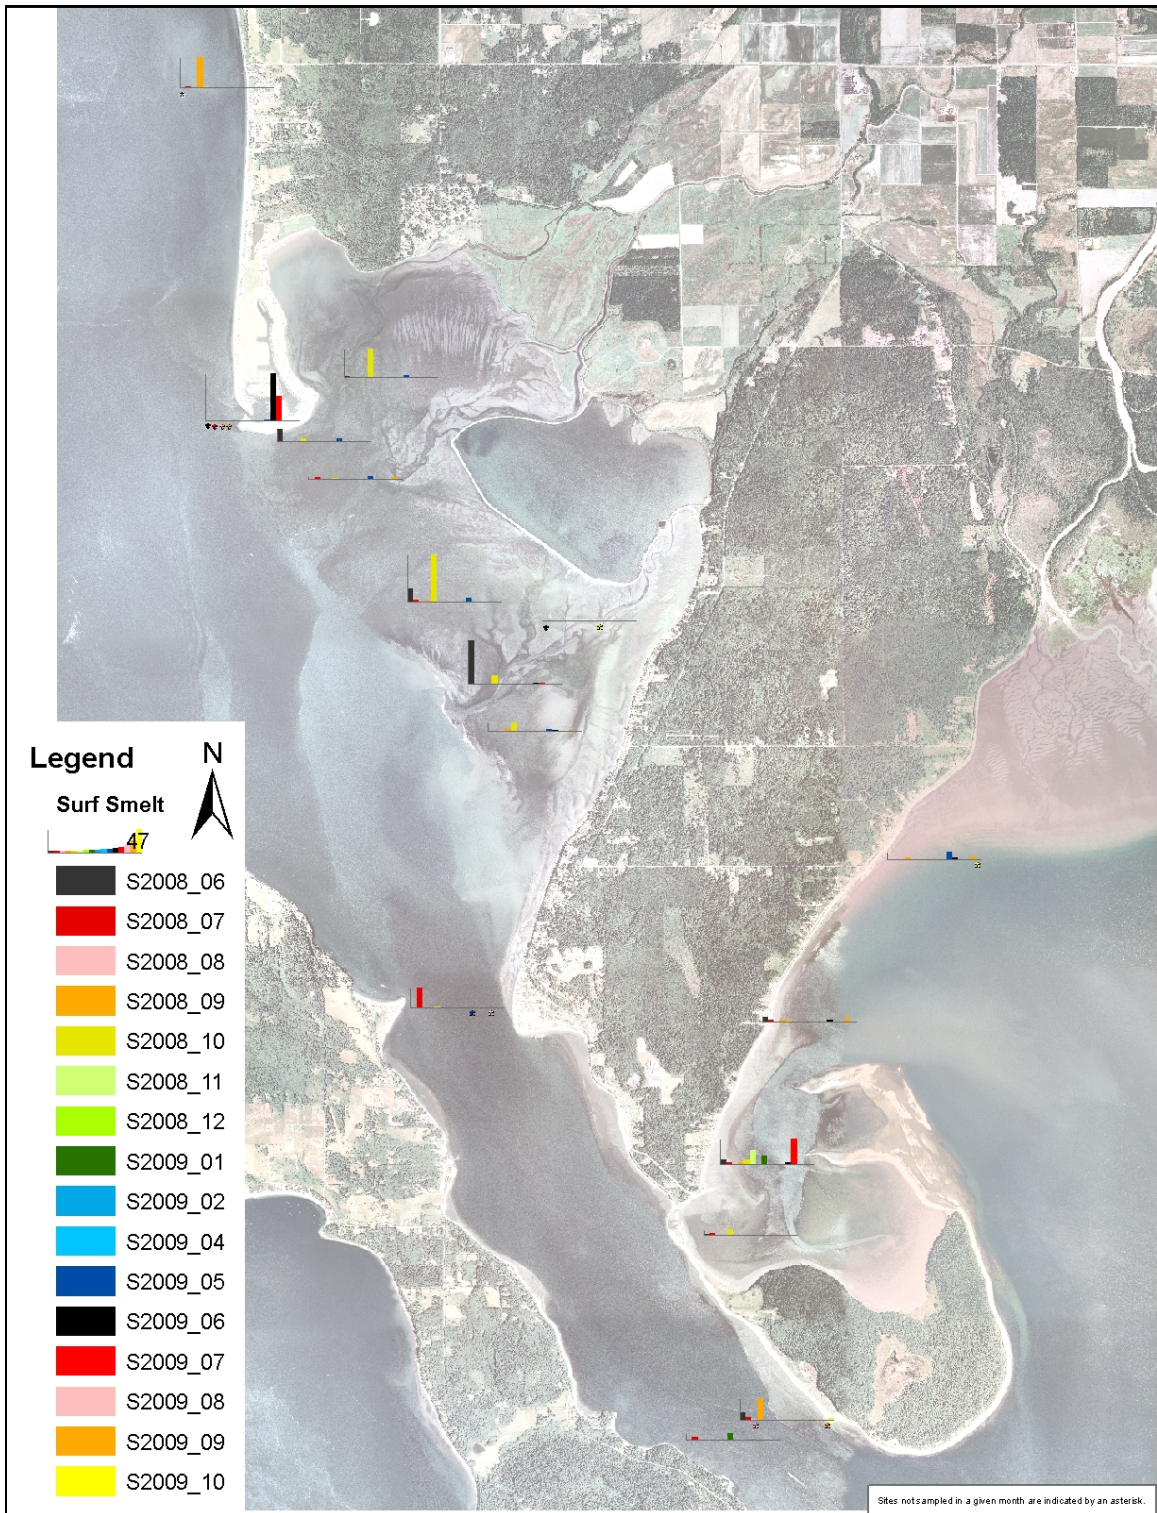 Legend
N
Surf Smelt
47
S2008_06
S2008_07
S2008_08
S2008_09
S2008_10
S2008_11
S2008_12
S2009_01
S2009_02
S2009_04
S2009_05
S2009_06
S2009_07
S2009_08
S2009_09
S2009_10
Sites not sampled in a given month are indicated by an asterisk.